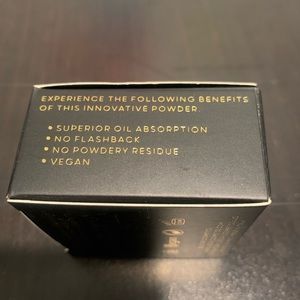 EXPERIENCE THE FOLLOWING BENEFITS
OF THIS INNOVATIVE POWDER.
• SUPERIOR OIL ABSORPTION
• NO FLASHBACK
• NO POWDERY RESIDUE
• VEGAN